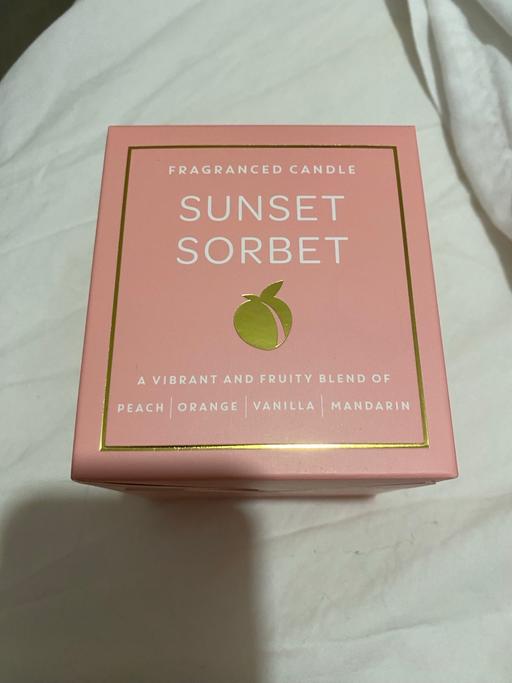 FRAGRANCED CANDLE
SUNSET
SORBET
A VIBRANT AND FRUITY BLEND OF
PEACH | ORANGE | VANILLA | MANDARIN